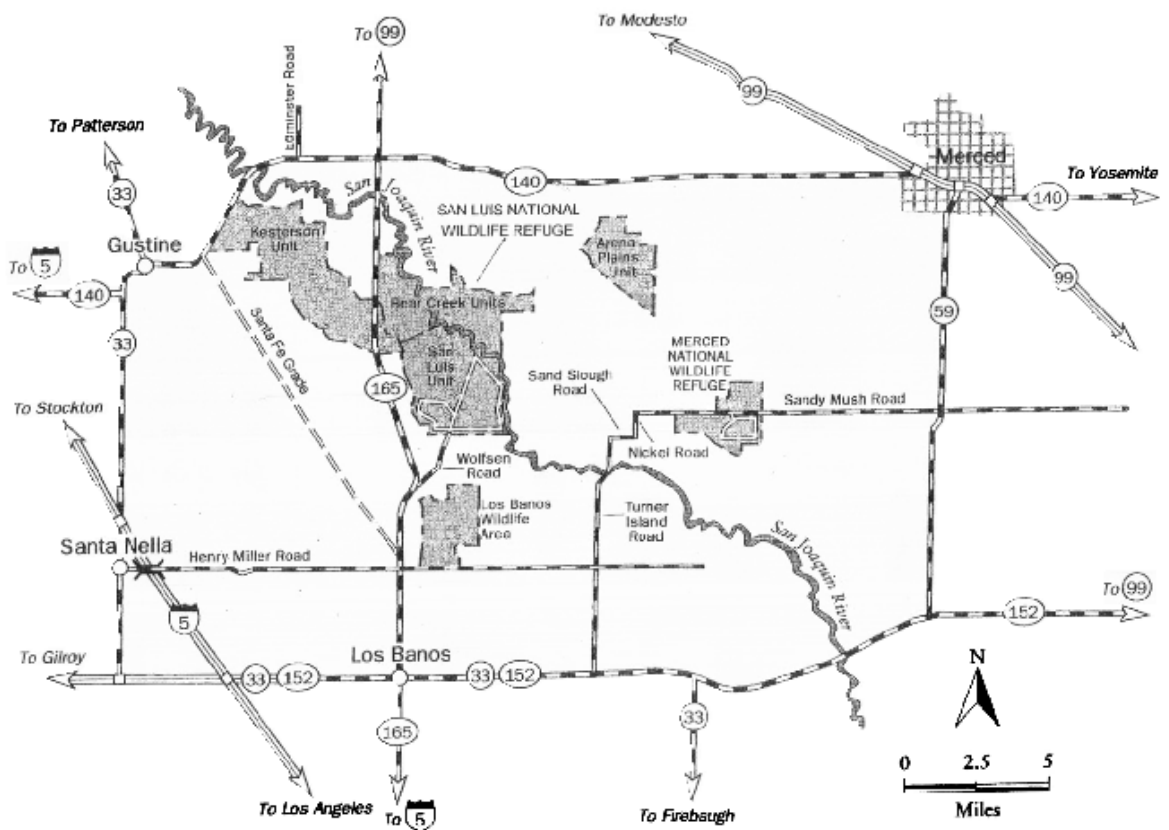 To Modesto
To 99
Edminster Road
99
To Patterson
Merced
33
140
To Yosemite
140
San Joaquin River
SAN LUIS NATIONAL
WILDLIFE REFUGE
Kesterson
Unit
Arena
Plains
Unit
Gustine
To 5
140
99
Bear Creek Units
59
33
Santa Fe Grade
San
Luis
Unit
MERCED
NATIONAL
WILDLIFE
REFUGE
165
Sand Slough
Road
To Stockton
Sandy Mush Road
Wolfsen
Road
Nickel Road
Los Banos
Wildlife
Area
Turner
Island
Road
San Joaquin River
Santa Nella
Henry Miller Road
To 99
152
5
To Gilroy
Los Banos
33 152
33 152
N
33
165
0 2.5 5
Miles
To Los Angeles
To 5
To Firebaugh